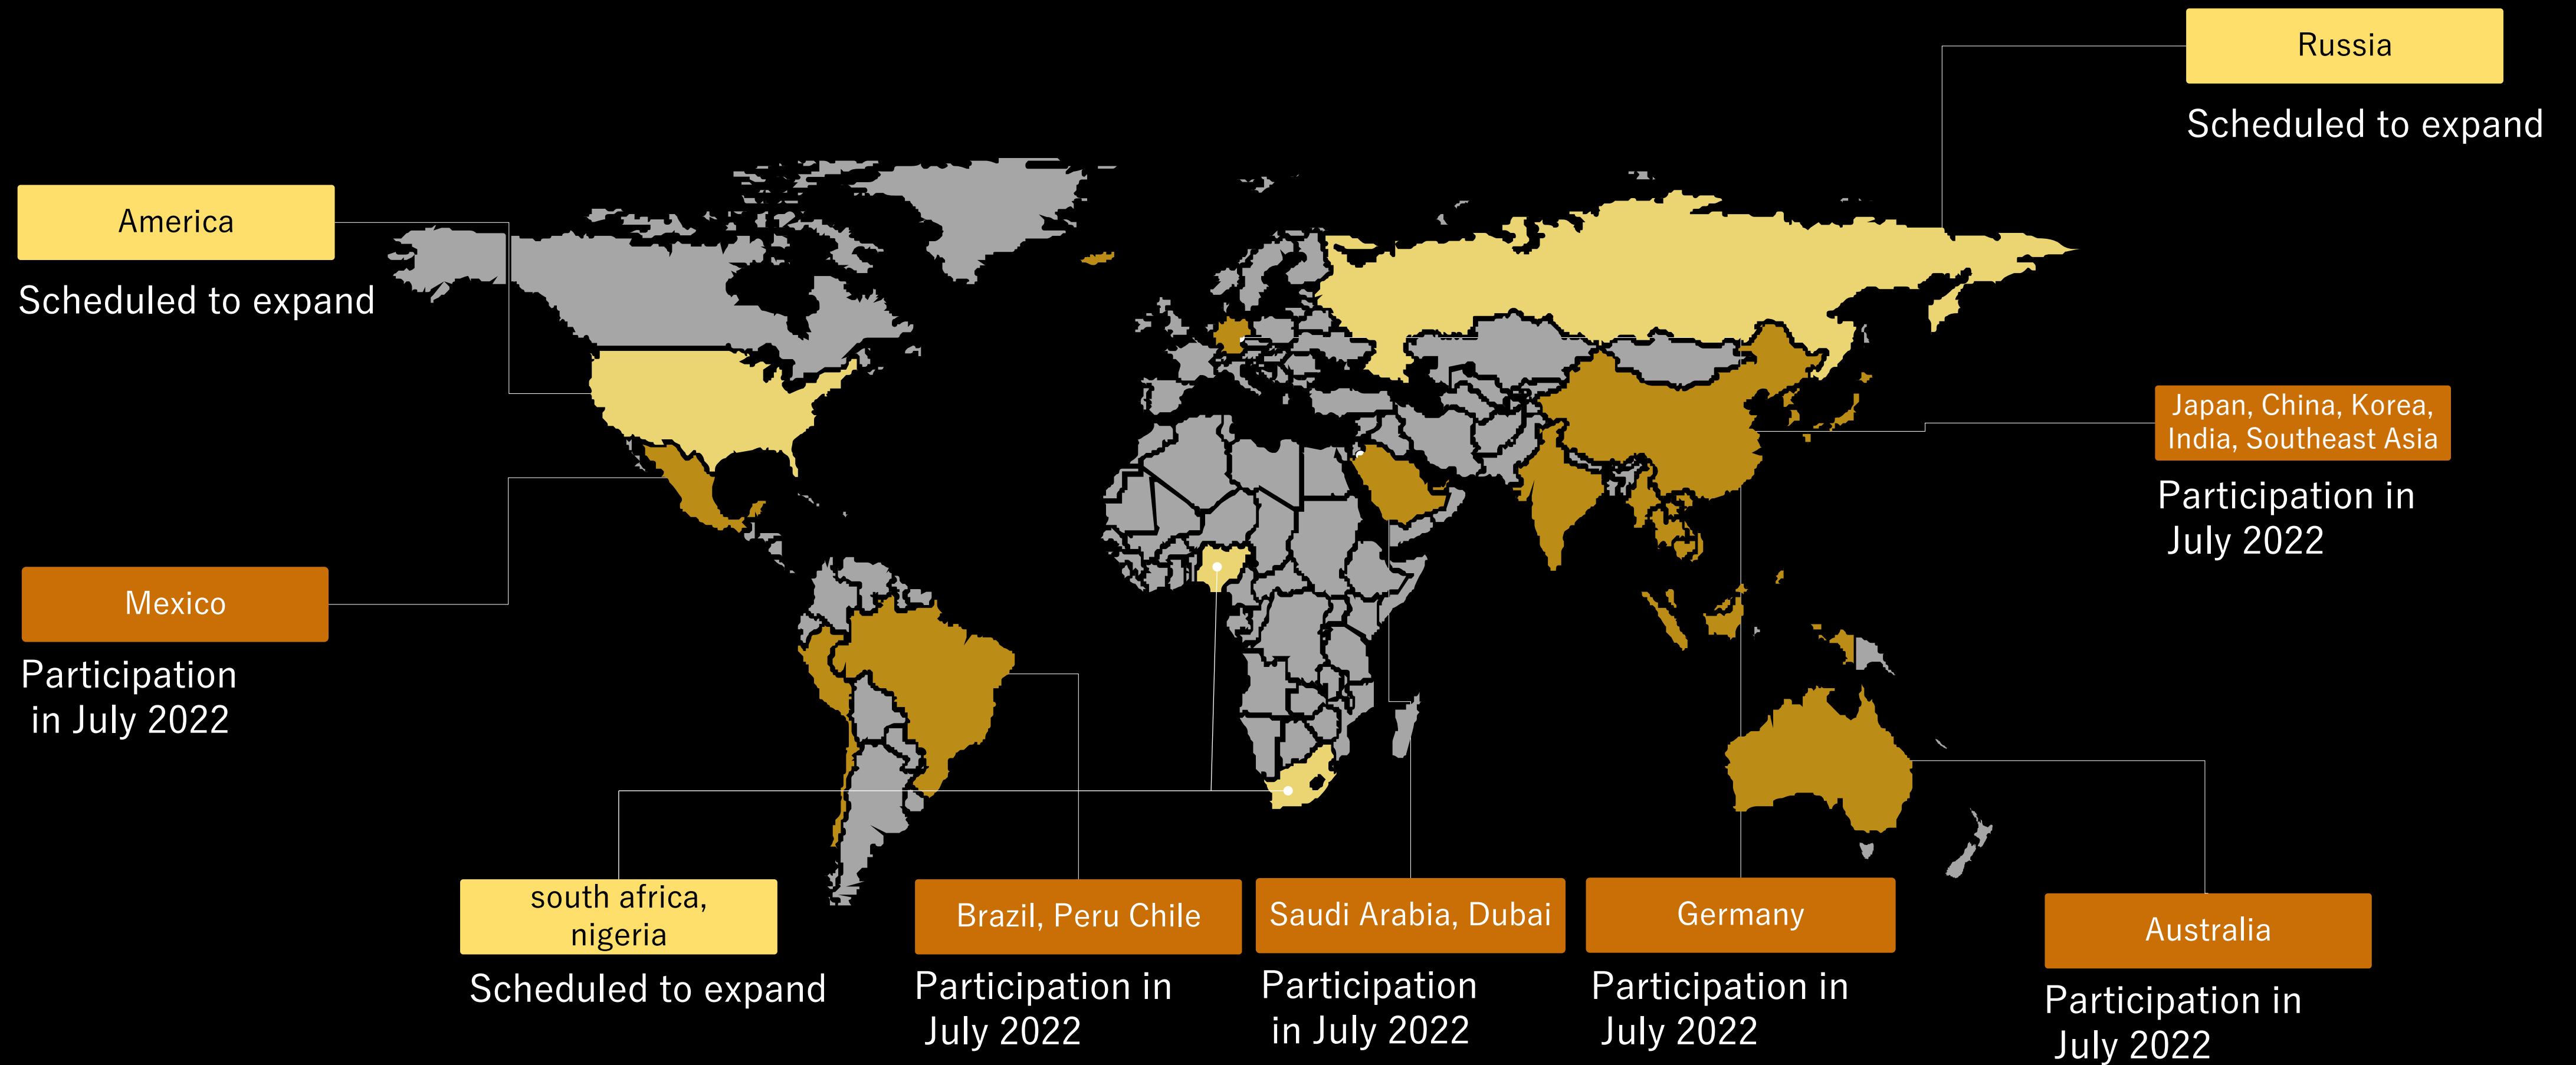 Russia
Scheduled to expand
America
Scheduled to expand
Japan, China, Korea,
India, Southeast Asia
Participation in
July 2022
Mexico
Participation
in July 2022
south africa,
nigeria
Scheduled to expand
Brazil, Peru Chile
Participation in
July 2022
Saudi Arabia, Dubai
Participation
in July 2022
Germany
Participation in
July 2022
Australia
Participation in
July 2022